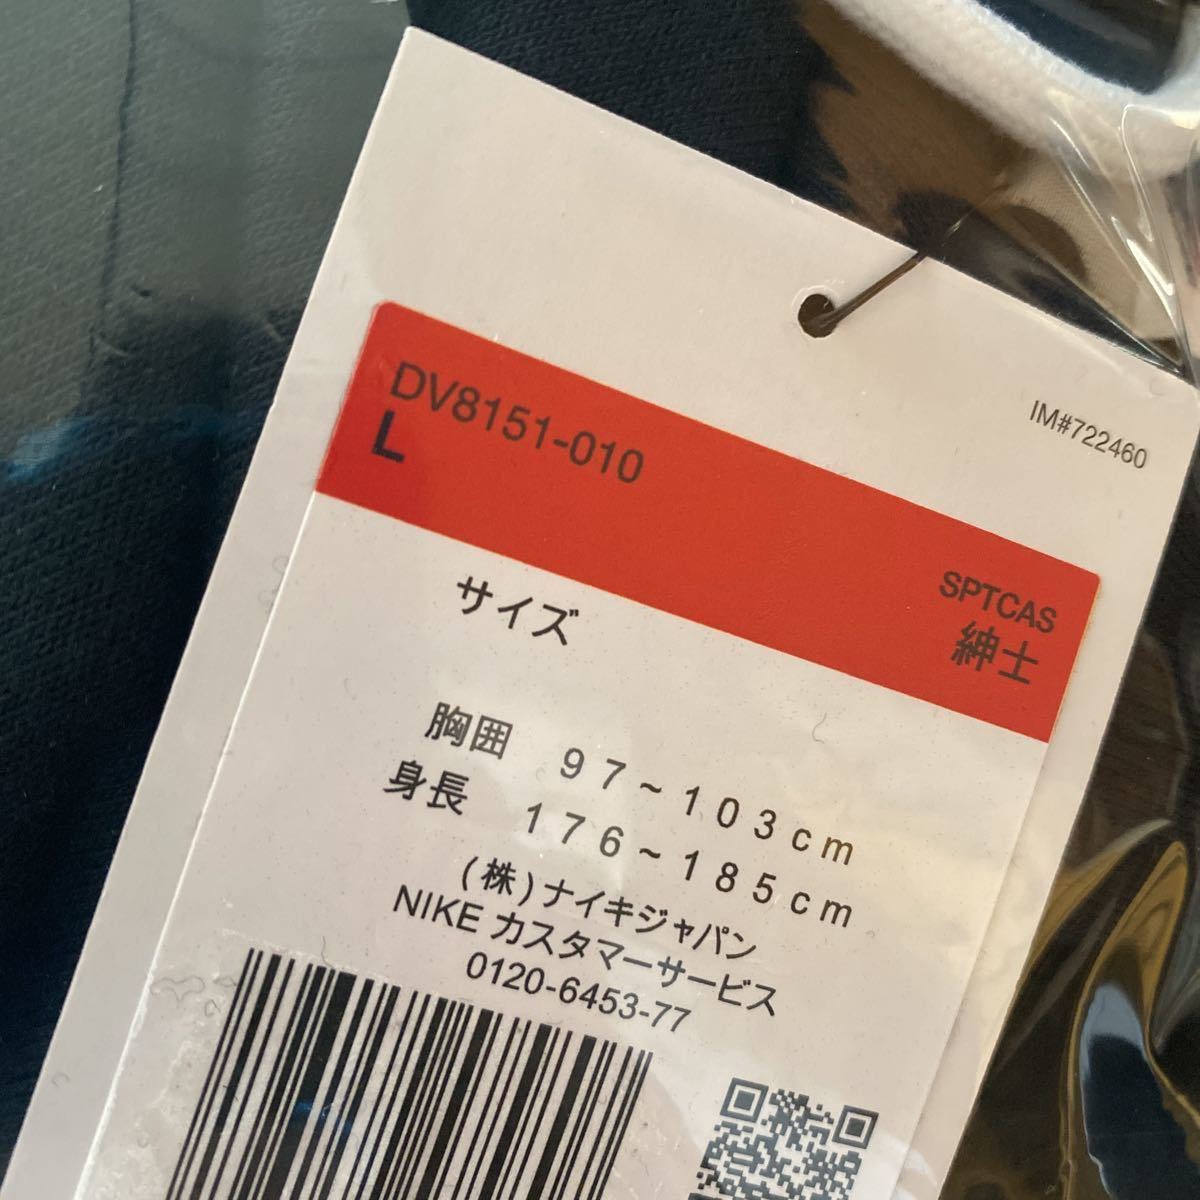 IM#722460
DV8151-010
L
SPTCAS
紳士
サイズ
胸囲 97~103cm
身長 176~185cm
(株)ナイキジャパン
NIKE カスタマーサービス
0120-6453-77